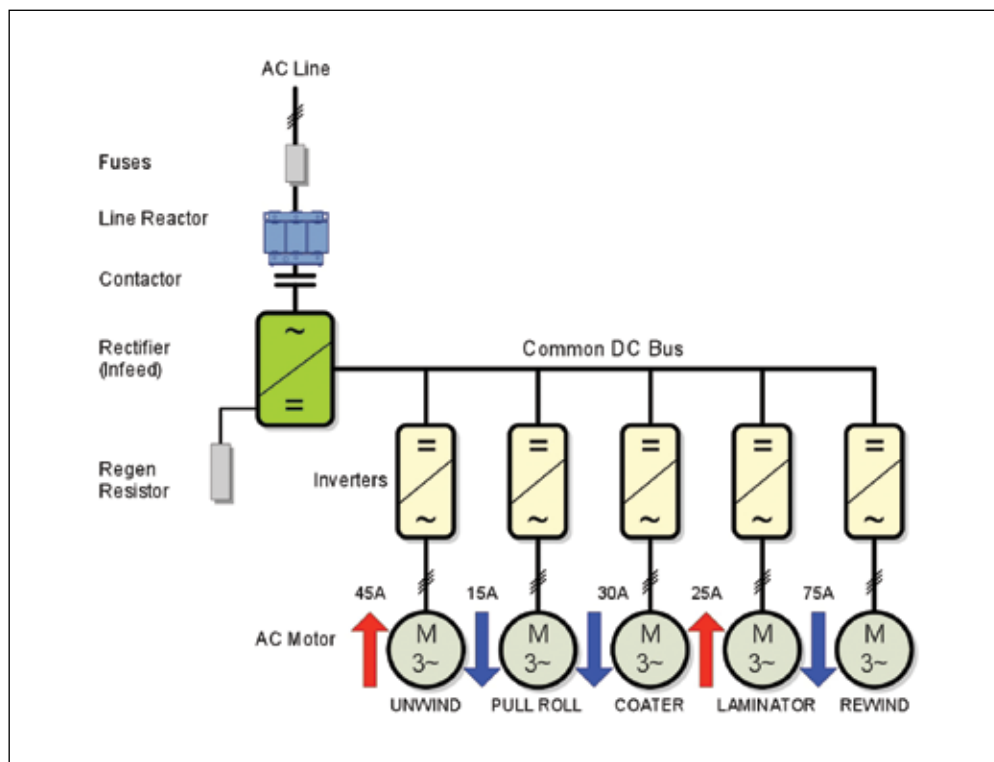 AC Line
Fuses
Line Reactor
Contactor
Rectifier
(Infeed)
~
=
Common DC Bus
Regen
Resistor
Inverters
= = = = =
~ ~ ~ ~ ~
45A 15A 30A 25A 75A
AC Motor
M M M M M
3~ 3~ 3~ 3~ 3~
UNWIND PULL ROLL COATER LAMINATOR REWIND